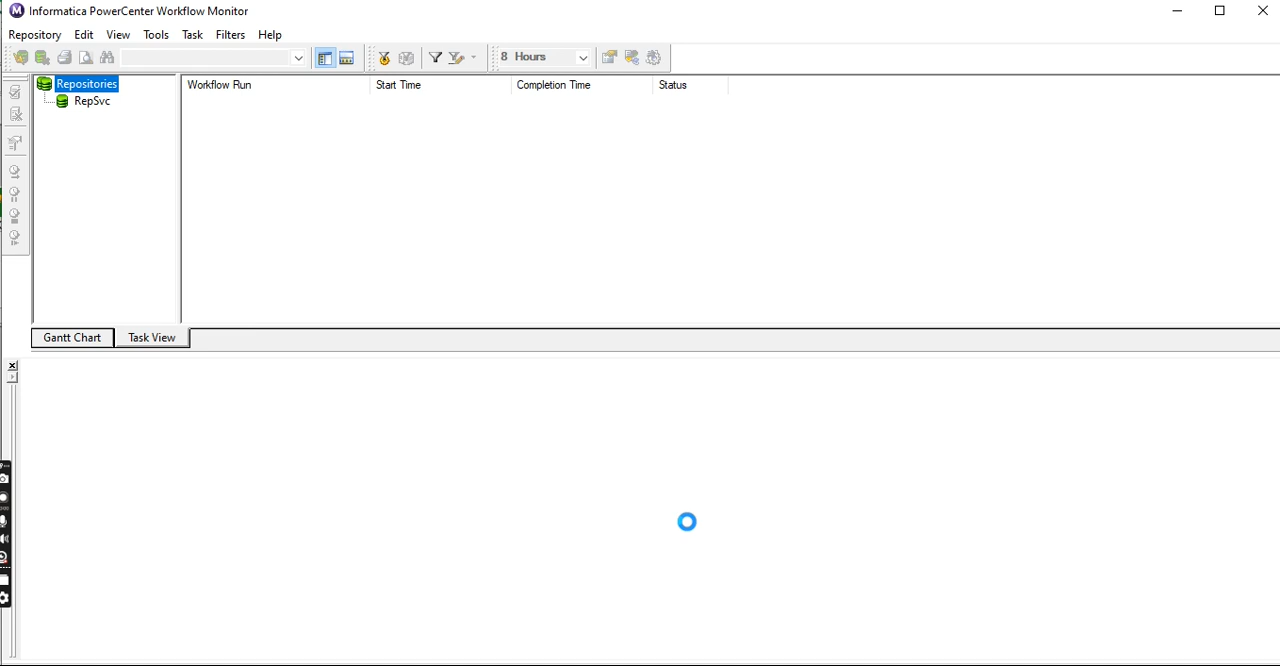 Informatica PowerCenter Workflow Monitor
Repository Edit View Tools Task Filters Help
8 Hours
Repositories
RepSvc
Workflow Run Start Time Completion Time Status
Gantt Chart Task View